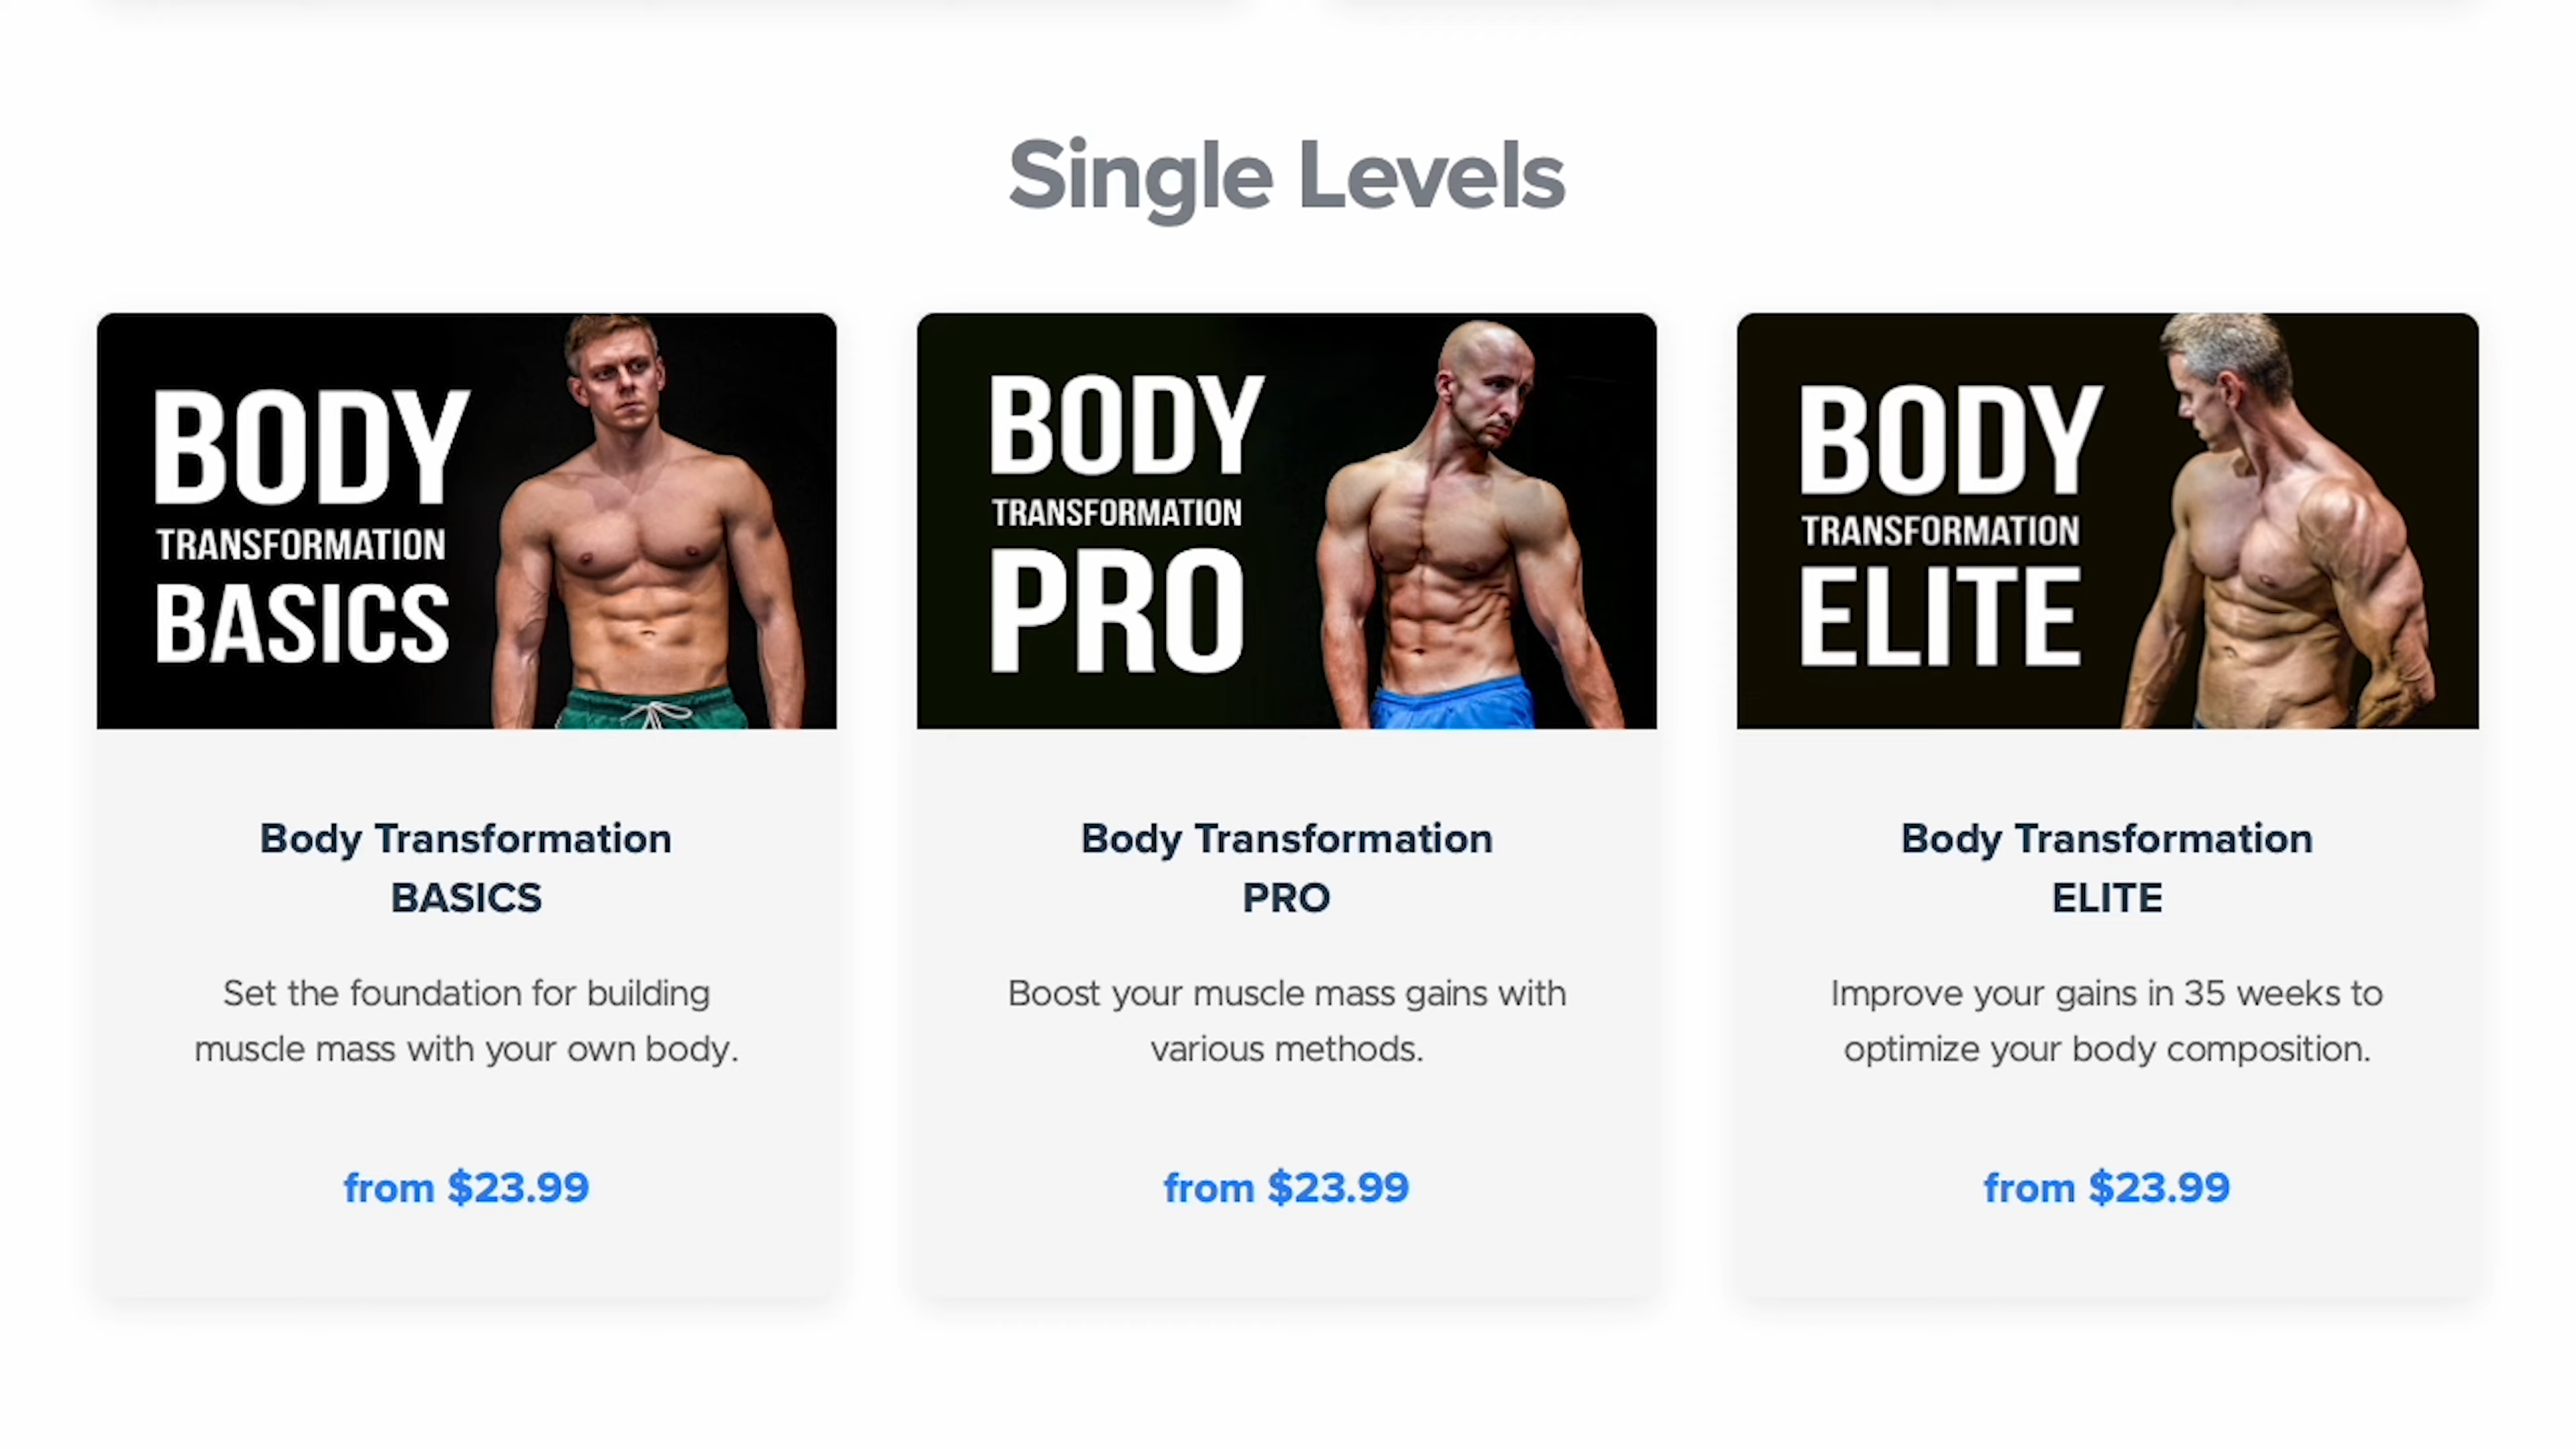 Single Levels
BODY
TRANSFORMATION
BASICS
Body Transformation
BASICS
Set the foundation for building
muscle mass with your own body.
from $23.99
BODY
TRANSFORMATION
PRO
Body Transformation
PRO
Boost your muscle mass gains with
various methods.
from $23.99
BODY
TRANSFORMATION
ELITE
Body Transformation
ELITE
Improve your gains in 35 weeks to
optimize your body composition.
from $23.99